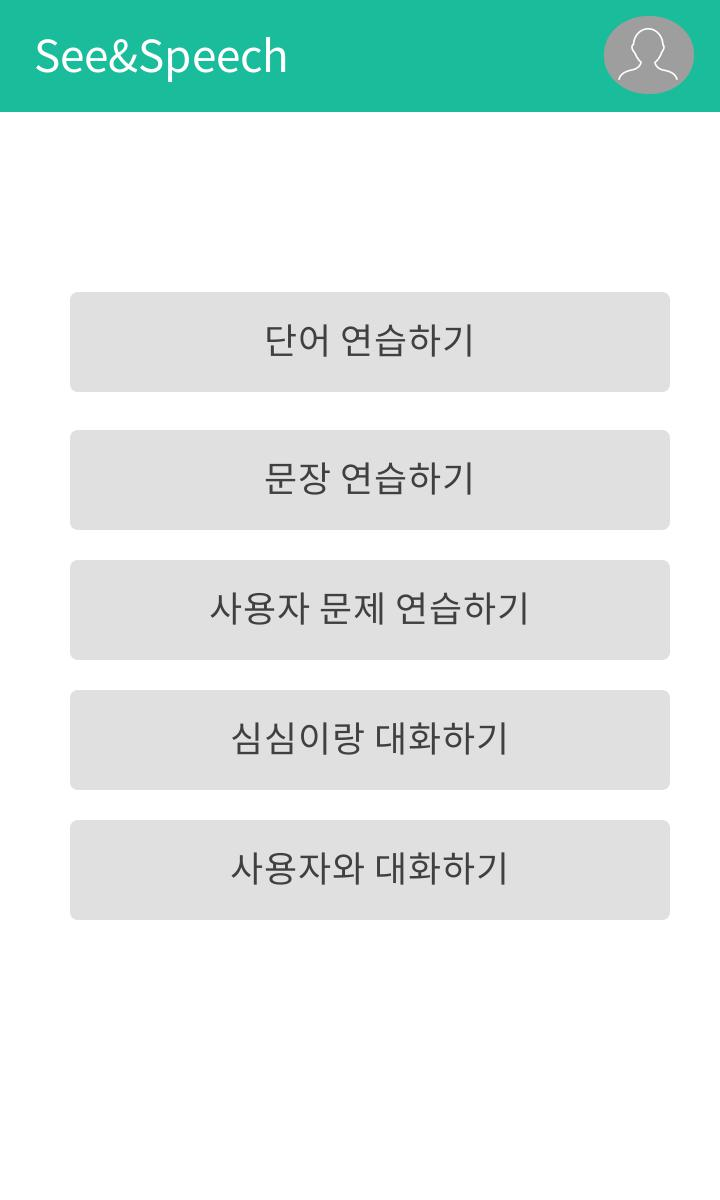 See&Speech
단어 연습하기
문장 연습하기
사용자 문제 연습하기
심심이랑 대화하기
사용자와 대화하기